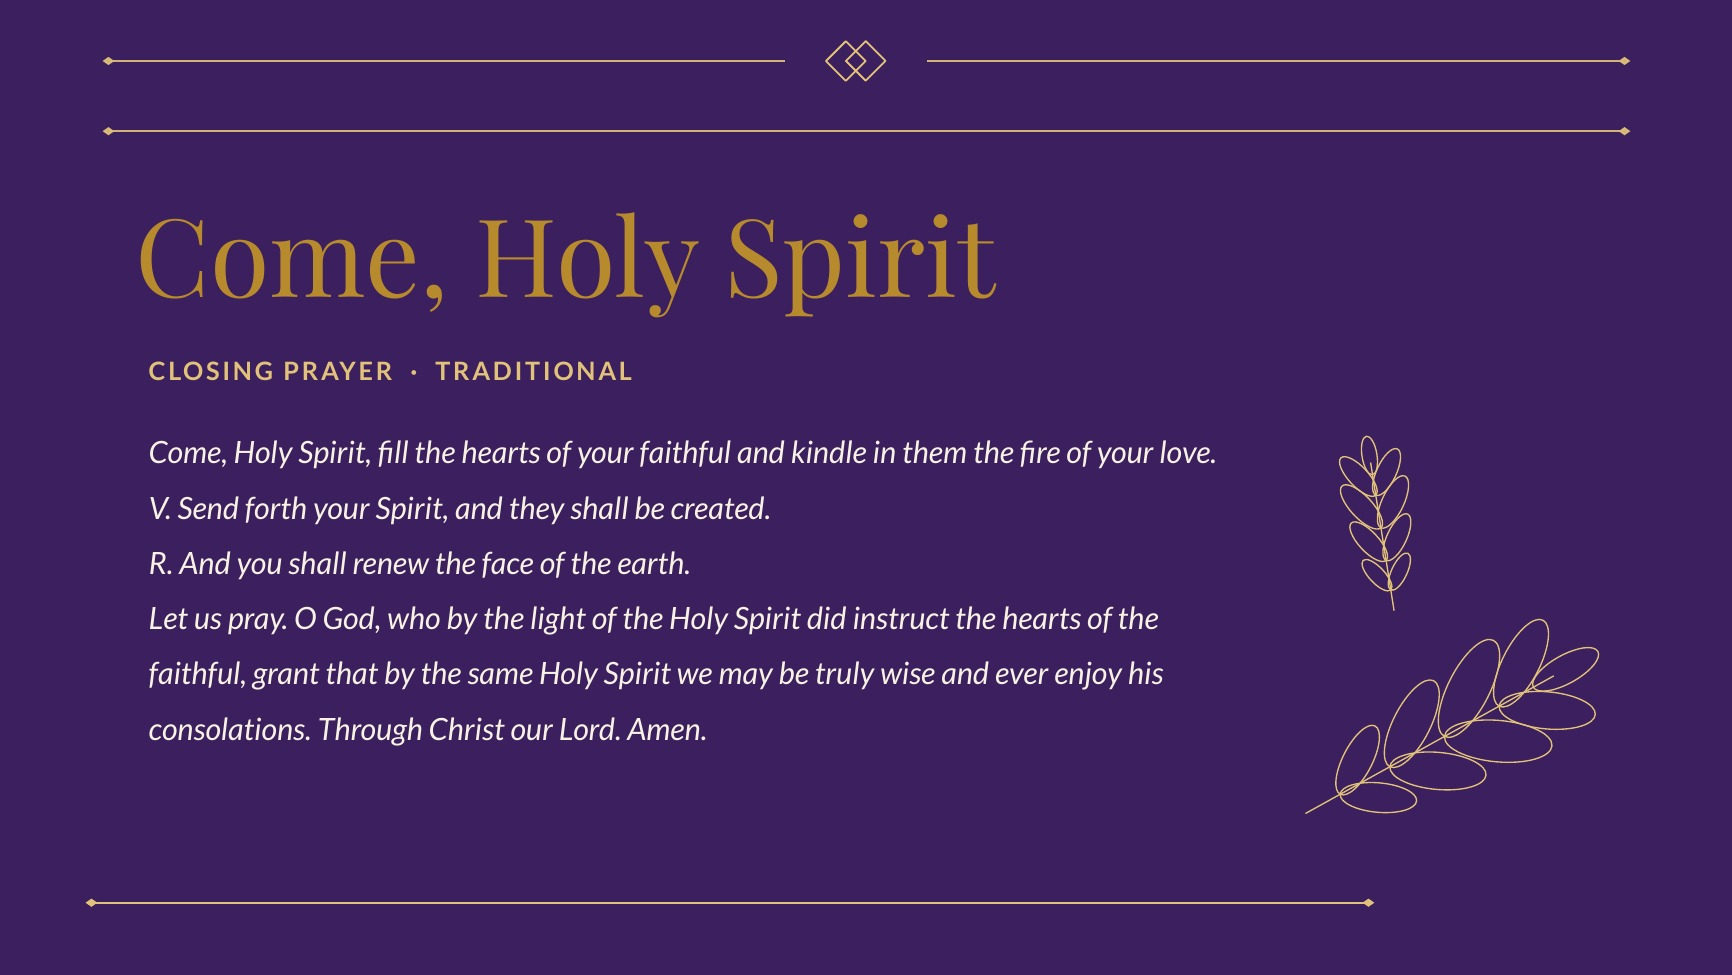 Come, Holy Spirit
CLOSING PRAYER · TRADITIONAL
Come, Holy Spirit, fill the hearts of your faithful and kindle in them the fire of your love.
V. Send forth your Spirit, and they shall be created.
R. And you shall renew the face of the earth.
Let us pray. O God, who by the light of the Holy Spirit did instruct the hearts of the
faithful, grant that by the same Holy Spirit we may be truly wise and ever enjoy his
consolations. Through Christ our Lord. Amen.